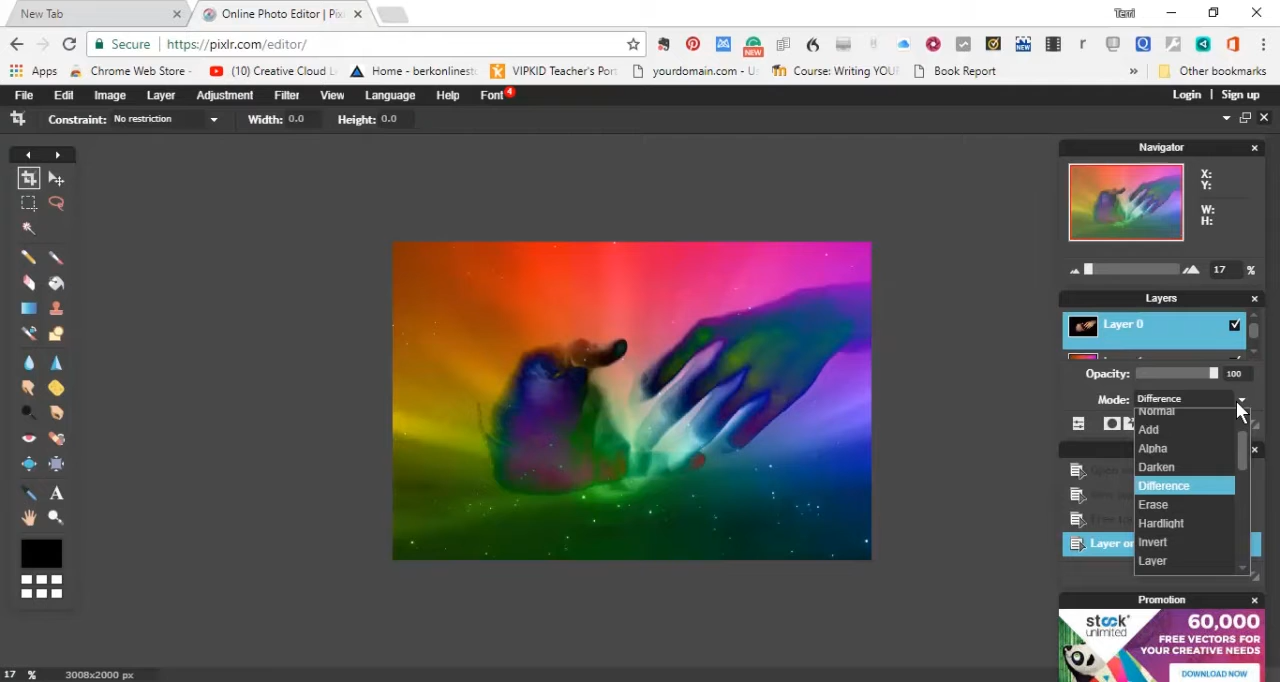 New Tab
Online Photo Editor | Pix
Terri
Secure
https://pixlr.com/editor/
NEW
NEW
Apps
Chrome Web Store -
(10) Creative Cloud L
Home - berkonlinest
VIPKID Teacher's Port
yourdomain.com - U
Course: Writing YOU
Book Report
Other bookmarks
File Edit Image Layer Adjustment Filter View Language Help Font 4
Login | Sign up
Constraint: No restriction Width: 0.0 Height: 0.0
Navigator
X:
Y:
W:
H:
17 %
Layers
Layer 0
Opacity: 100
Mode: Difference
Normal
Add
Alpha
Darken
Difference
Erase
Hardlight
Invert
Layer
Layer or
Promotion
stock
unlimited
60,000
FREE VECTORS FOR
YOUR CREATIVE NEEDS
DOWNLOAD NOW
A
17 % 3008x2000 px